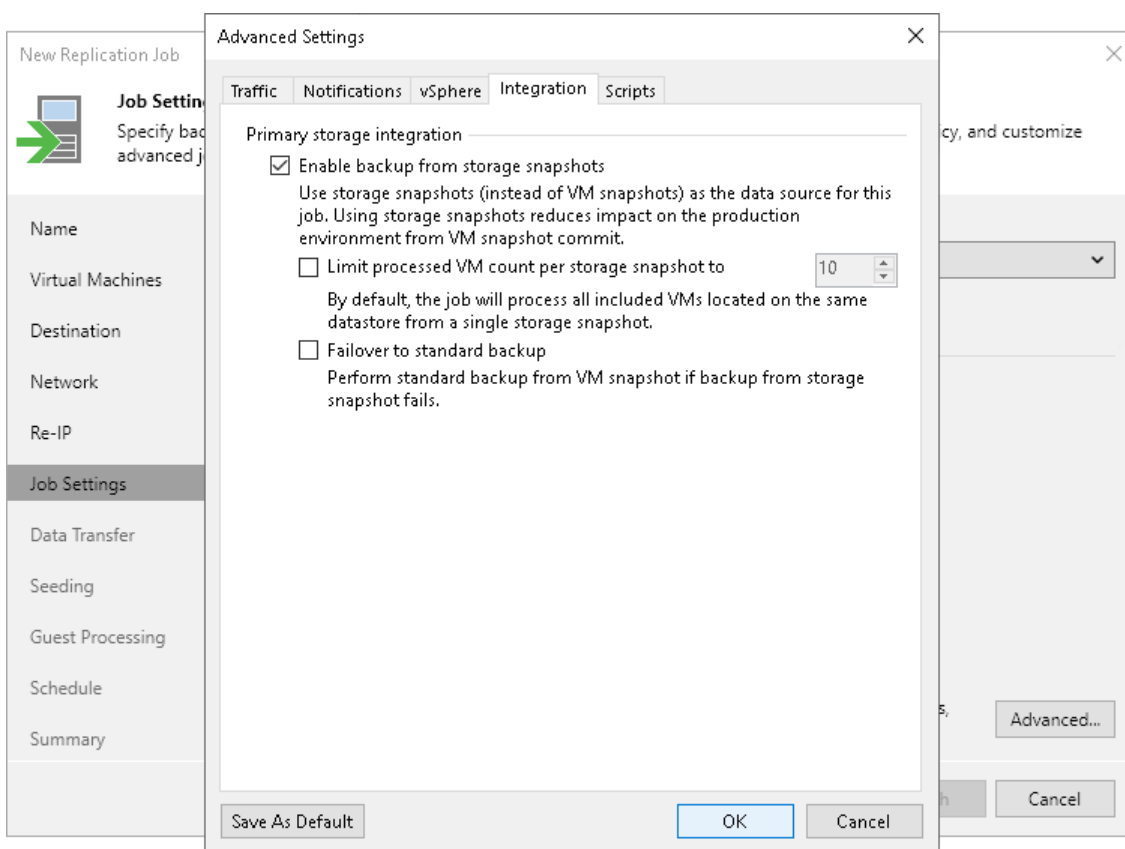 New Replication Job
Job Settin
Specify bac
advanced j
icy, and customize
Name
Virtual Machines
Destination
Network
Re-IP
Job Settings
Data Transfer
Seeding
Guest Processing
Schedule
Summary
s,
Advanced...
h
Cancel
Advanced Settings
Traffic Notifications vSphere Integration Scripts
Primary storage integration
Enable backup from storage snapshots
Use storage snapshots (instead of VM snapshots) as the data source for this
job. Using storage snapshots reduces impact on the production
environment from VM snapshot commit.
Limit processed VM count per storage snapshot to 10
By default, the job will process all included VMs located on the same
datastore from a single storage snapshot.
Failover to standard backup
Perform standard backup from VM snapshot if backup from storage
snapshot fails.
Save As Default OK Cancel